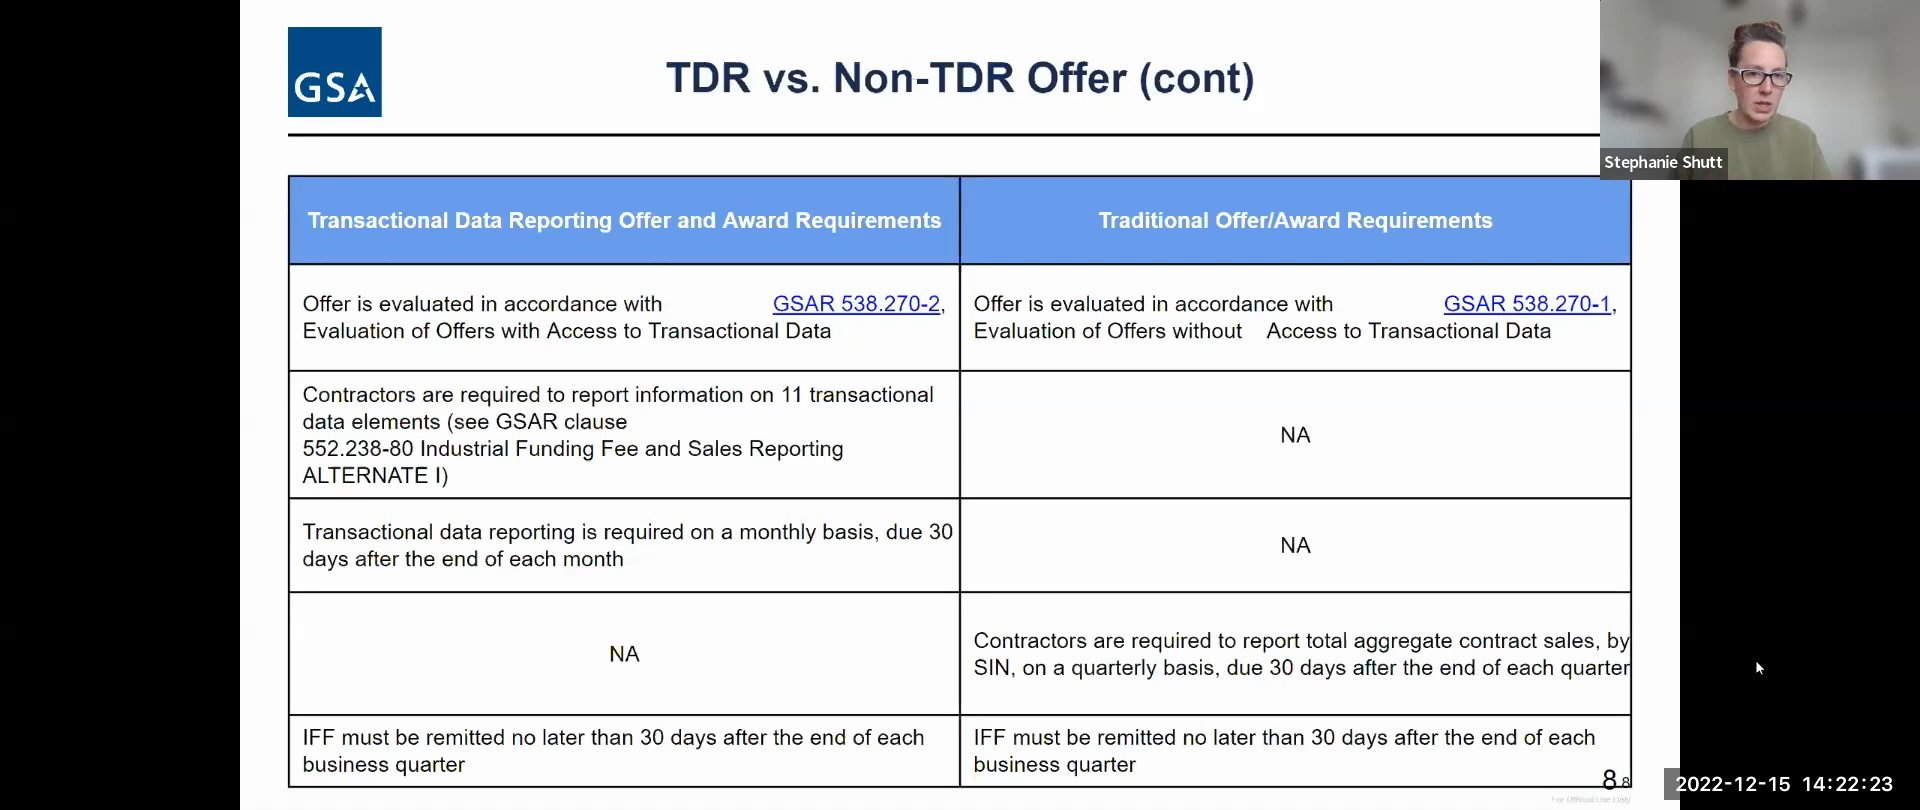 GSA
TDR vs. Non-TDR Offer (cont)
Stephanie Shutt
Transactional Data Reporting Offer and Award Requirements
Traditional Offer/Award Requirements
Offer is evaluated in accordance with GSAR 538.270-2,
Evaluation of Offers with Access to Transactional Data
Offer is evaluated in accordance with GSAR 538.270-1,
Evaluation of Offers without Access to Transactional Data
Contractors are required to report information on 11 transactional
data elements (see GSAR clause
552.238-80 Industrial Funding Fee and Sales Reporting
ALTERNATE I)
NA
Transactional data reporting is required on a monthly basis, due 30
days after the end of each month
NA
NA
Contractors are required to report total aggregate contract sales, by
SIN, on a quarterly basis, due 30 days after the end of each quarter
IFF must be remitted no later than 30 days after the end of each
business quarter
IFF must be remitted no later than 30 days after the end of each
business quarter
8 8
For Official Use Only
2022-12-15 14:22:23